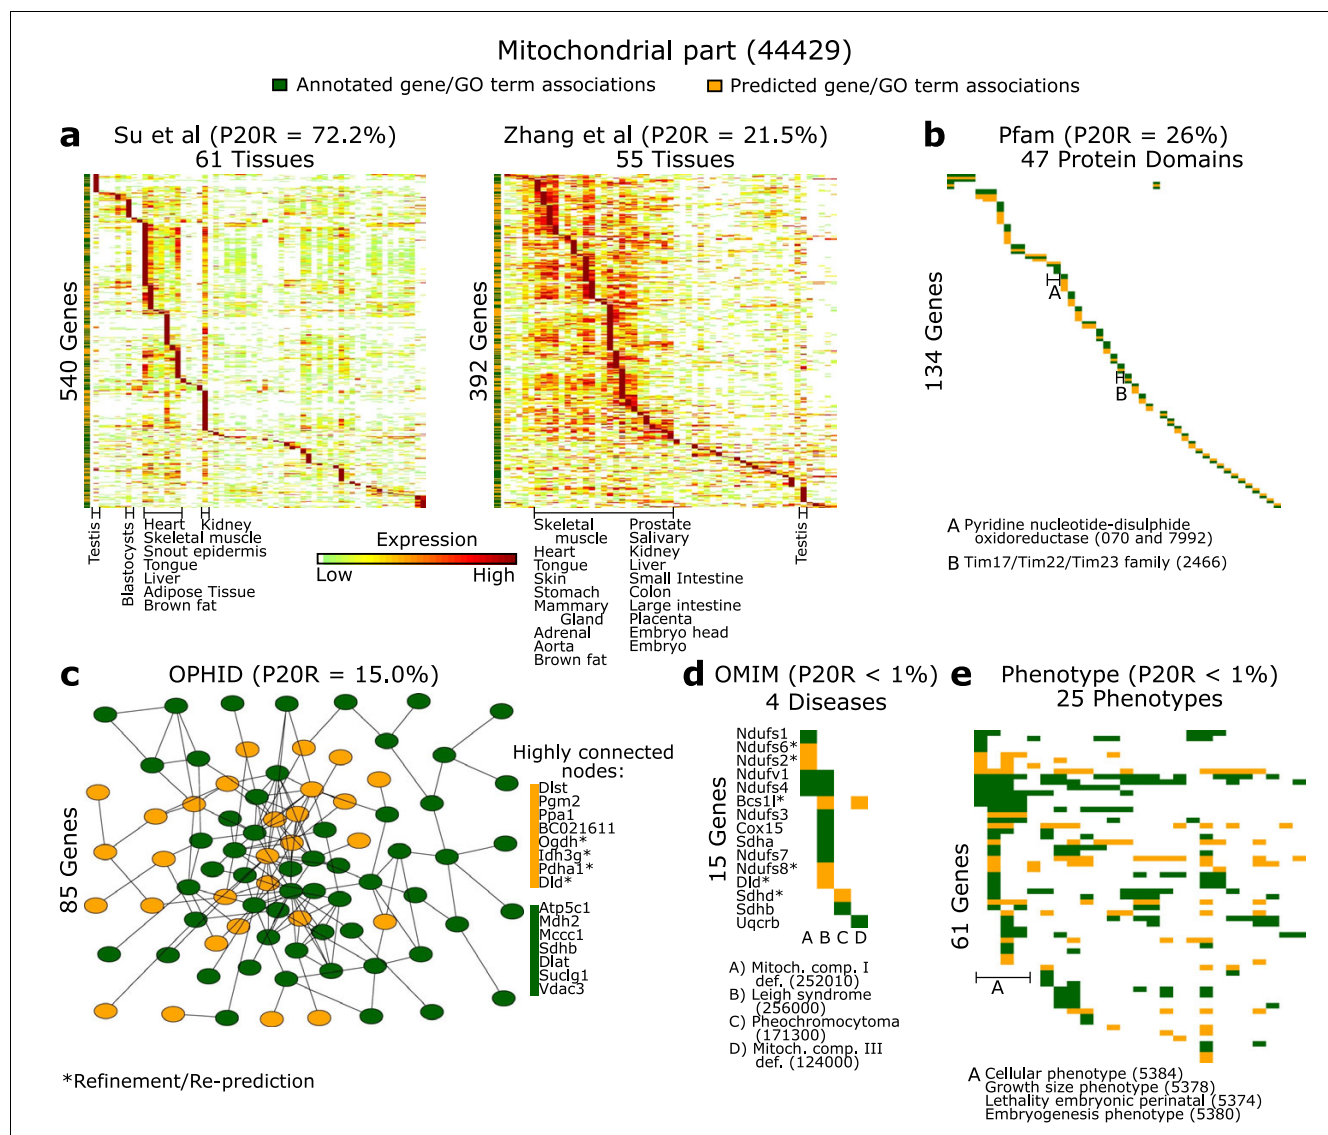 Mitochondrial part (44429)
Annotated gene/GO term associations
Predicted gene/GO term associations
a
Su et al (P20R = 72.2%)
61 Tissues
540 Genes
Testis
Blastocysts
Heart
Skeletal muscle
Snout epidermis
Tongue
Liver
Adipose Tissue
Brown fat
Kidney
Expression
Low
High
Zhang et al (P20R = 21.5%)
55 Tissues
392 Genes
Skeletal
muscle
Heart
Tongue
Skin
Stomach
Mammary
Gland
Adrenal
Aorta
Brown fat
Prostate
Salivary
Kidney
Liver
Small Intestine
Colon
Large intestine
Placenta
Embryo head
Embryo
Testis
b
Pfam (P20R = 26%)
47 Protein Domains
134 Genes
A
B
A Pyridine nucleotide-disulphide
oxidoreductase (070 and 7992)
B Tim17/Tim22/Tim23 family (2466)
c
OPHID (P20R = 15.0%)
85 Genes
Highly connected
nodes:
Dlst
Pgm2
Ppa1
BC021611
Ogdh*
Idh3g*
Pdha1*
Dld*
Atp5c1
Mdh2
Mccc1
Sdhb
Dlat
Suclg1
Vdac3
*Refinement/Re-prediction
d
OMIM (P20R < 1%)
4 Diseases
15 Genes
Ndufs1
Ndufs6*
Ndufs2*
Ndufv1
Ndufs4
Bcs1l*
Ndufs3
Cox15
Sdha
Ndufs7
Ndufs8*
Dld*
Sdhd*
Sdhb
Uqcrb
A B C D
A) Mitoch. comp. I
def. (252010)
B) Leigh syndrome
(256000)
C) Pheochromocytoma
(171300)
D) Mitoch. comp. III
def. (124000)
e
Phenotype (P20R < 1%)
25 Phenotypes
61 Genes
A
A Cellular phenotype (5384)
Growth size phenotype (5378)
Lethality embryonic perinatal (5374)
Embryogenesis phenotype (5380)